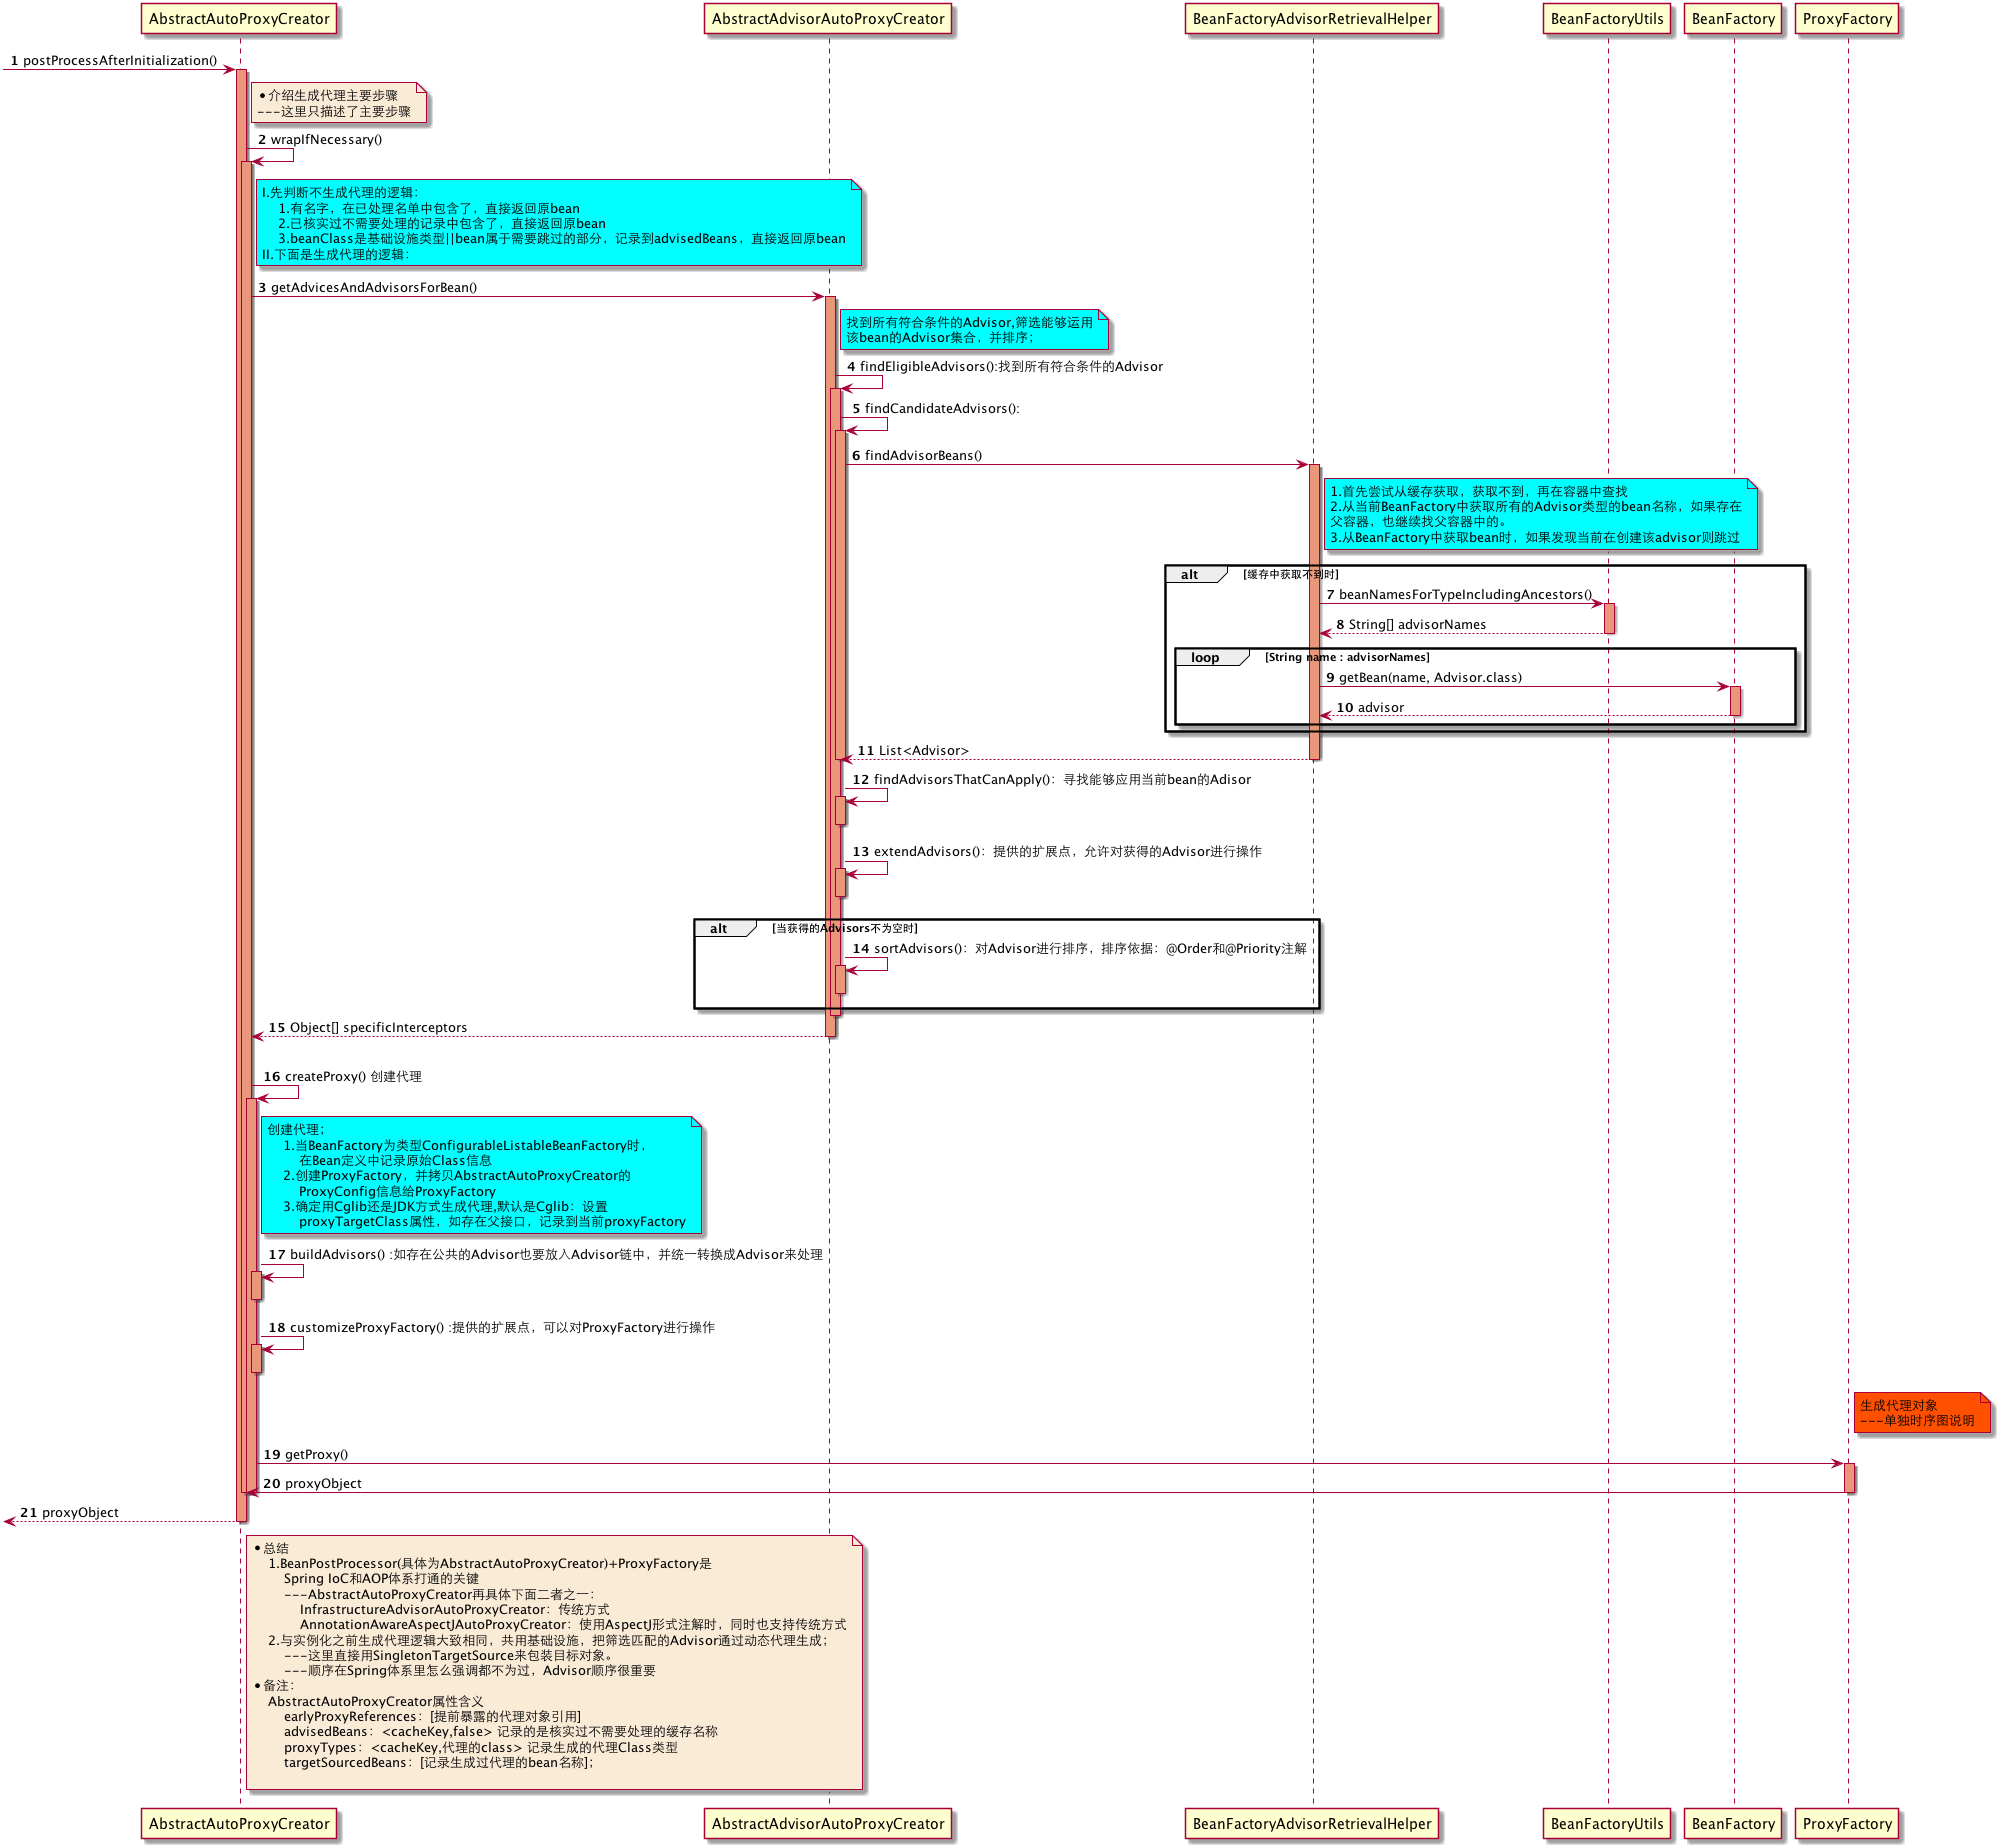 AbstractAutoProxyCreator
AbstractAdvisorAutoProxyCreator
BeanFactoryAdvisorRetrievalHelper
BeanFactoryUtils
BeanFactory
ProxyFactory
1 postProcessAfterInitialization()
•介绍生成代理主要步骤
---这里只描述了主要步骤
2 wrapIfNecessary()
I.先判断不生成代理的逻辑：
1.有名字，在已处理名单中包含了，直接返回原bean
2.已核实过不需要处理的记录中包含了，直接返回原bean
3.beanClass是基础设施类型||bean属于需要跳过的部分，记录到advisedBeans，直接返回原bean
II.下面是生成代理的逻辑：
3 getAdvicesAndAdvisorsForBean()
找到所有符合条件的Advisor,筛选能够运用
该bean的Advisor集合，并排序；
4 findEligibleAdvisors():找到所有符合条件的Advisor
5 findCandidateAdvisors():
6 findAdvisorBeans()
1.首先尝试从缓存获取，获取不到，再在容器中查找
2.从当前BeanFactory中获取所有的Advisor类型的bean名称，如果存在
父容器，也继续找父容器中的。
3.从BeanFactory中获取bean时，如果发现当前在创建该advisor则跳过
alt [缓存中获取不到时]
7 beanNamesForTypeIncludingAncestors()
8 String[] advisorNames
loop [String name : advisorNames]
9 getBean(name, Advisor.class)
10 advisor
11 List<Advisor>
12 findAdvisorsThatCanApply()：寻找能够应用当前bean的Adisor
13 extendAdvisors()：提供的扩展点，允许对获得的Advisor进行操作
alt [当获得的Advisors不为空时]
14 sortAdvisors()：对Advisor进行排序，排序依据：@Order和@Priority注解
15 Object[] specificInterceptors
16 createProxy() 创建代理
创建代理；
1.当BeanFactory为类型ConfigurableListableBeanFactory时，
在Bean定义中记录原始Class信息
2.创建ProxyFactory，并拷贝AbstractAutoProxyCreator的
ProxyConfig信息给ProxyFactory
3.确定用Cglib还是JDK方式生成代理,默认是Cglib：设置
proxyTargetClass属性，如存在父接口，记录到当前proxyFactory
17 buildAdvisors() :如存在公共的Advisor也要放入Advisor链中，并统一转换成Advisor来处理
18 customizeProxyFactory() :提供的扩展点，可以对ProxyFactory进行操作
生成代理对象
---单独时序图说明
19 getProxy()
20 proxyObject
21 proxyObject
•总结
1.BeanPostProcessor(具体为AbstractAutoProxyCreator)+ProxyFactory是
Spring IoC和AOP体系打通的关键
---AbstractAutoProxyCreator再具体下面二者之一：
InfrastructureAdvisorAutoProxyCreator：传统方式
AnnotationAwareAspectJAutoProxyCreator：使用AspectJ形式注解时，同时也支持传统方式
2.与实例化之前生成代理逻辑大致相同，共用基础设施，把筛选匹配的Advisor通过动态代理生成；
---这里直接用SingletonTargetSource来包装目标对象。
---顺序在Spring体系里怎么强调都不为过，Advisor顺序很重要
•备注：
AbstractAutoProxyCreator属性含义
earlyProxyReferences：[提前暴露的代理对象引用]
advisedBeans：<cacheKey,false> 记录的是核实过不需要处理的缓存名称
proxyTypes：<cacheKey,代理的class> 记录生成的代理Class类型
targetSourcedBeans：[记录生成过代理的bean名称]；
AbstractAutoProxyCreator
AbstractAdvisorAutoProxyCreator
BeanFactoryAdvisorRetrievalHelper
BeanFactoryUtils
BeanFactory
ProxyFactory